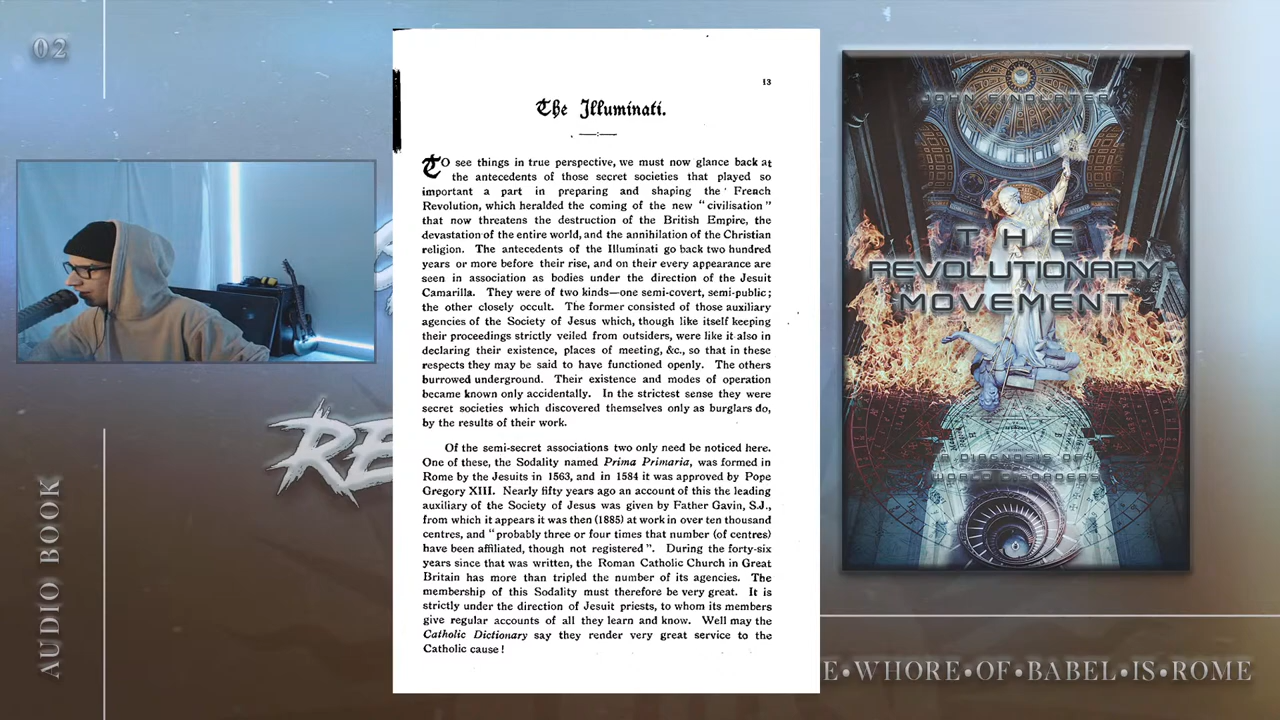 02
AUDIO BOOK
RE
13
The Illuminati.
TO see things in true perspective, we must now glance back at
the antecedents of those secret societies that played so
important a part in preparing and shaping the French
Revolution, which heralded the coming of the new "civilisation"
that now threatens the destruction of the British Empire, the
devastation of the entire world, and the annihilation of the Christian
religion. The antecedents of the Illuminati go back two hundred
years or more before their rise, and on their every appearance are
seen in association as bodies under the direction of the Jesuit
Camarilla. They were of two kinds—one semi-covert, semi-public;
the other closely occult. The former consisted of those auxiliary
agencies of the Society of Jesus which, though like itself keeping
their proceedings strictly veiled from outsiders, were like it also in
declaring their existence, places of meeting, &c., so that in these
respects they may be said to have functioned openly. The others
burrowed underground. Their existence and modes of operation
became known only accidentally. In the strictest sense they were
secret societies which discovered themselves only as burglars do,
by the results of their work.
Of the semi-secret associations two only need be noticed here.
One of these, the Sodality named Prima Primaria, was formed in
Rome by the Jesuits in 1563, and in 1584 it was approved by Pope
Gregory XIII. Nearly fifty years ago an account of this the leading
auxiliary of the Society of Jesus was given by Father Gavin, S.J.,
from which it appears it was then (1885) at work in over ten thousand
centres, and "probably three or four times that number (of centres)
have been affiliated, though not registered". During the forty-six
years since that was written, the Roman Catholic Church in Great
Britain has more than tripled the number of its agencies. The
membership of this Sodality must therefore be very great. It is
strictly under the direction of Jesuit priests, to whom its members
give regular accounts of all they learn and know. Well may the
Catholic Dictionary say they render very great service to the
Catholic cause!
JOHN FINDLATER
THE
REVOLUTIONARY
MOVEMENT
A DIAGNOSIS OF
WORLD DISORDERS
E•WHORE•OF•BABEL•IS•ROME